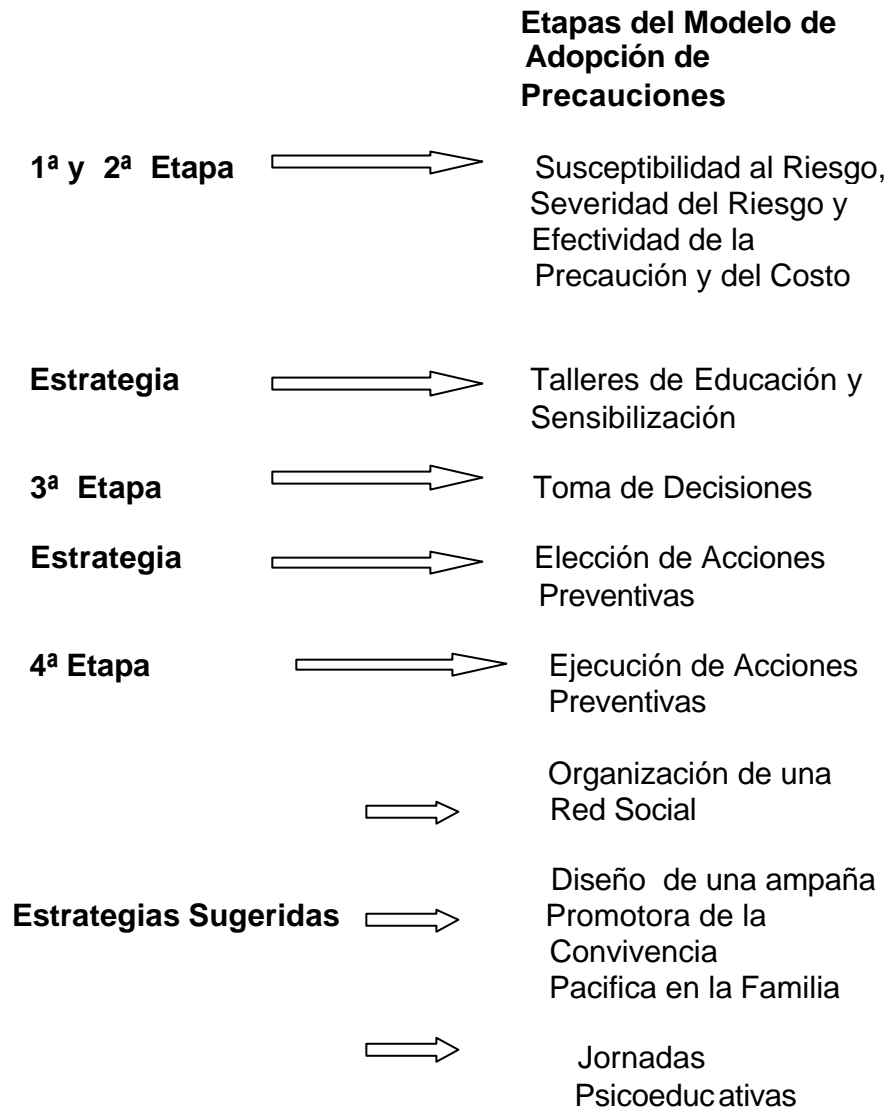 Etapas del Modelo de
Adopción de
Precauciones
1ª y 2ª Etapa
Susceptibilidad al Riesgo,
Severidad del Riesgo y
Efectividad de la
Precaución y del Costo
Estrategia
Talleres de Educación y
Sensibilización
3ª Etapa
Toma de Decisiones
Estrategia
Elección de Acciones
Preventivas
4ª Etapa
Ejecución de Acciones
Preventivas
Organización de una
Red Social
Estrategias Sugeridas
Diseño de una ampaña
Promotora de la
Convivencia
Pacifica en la Familia
Jornadas
Psicoeducativas